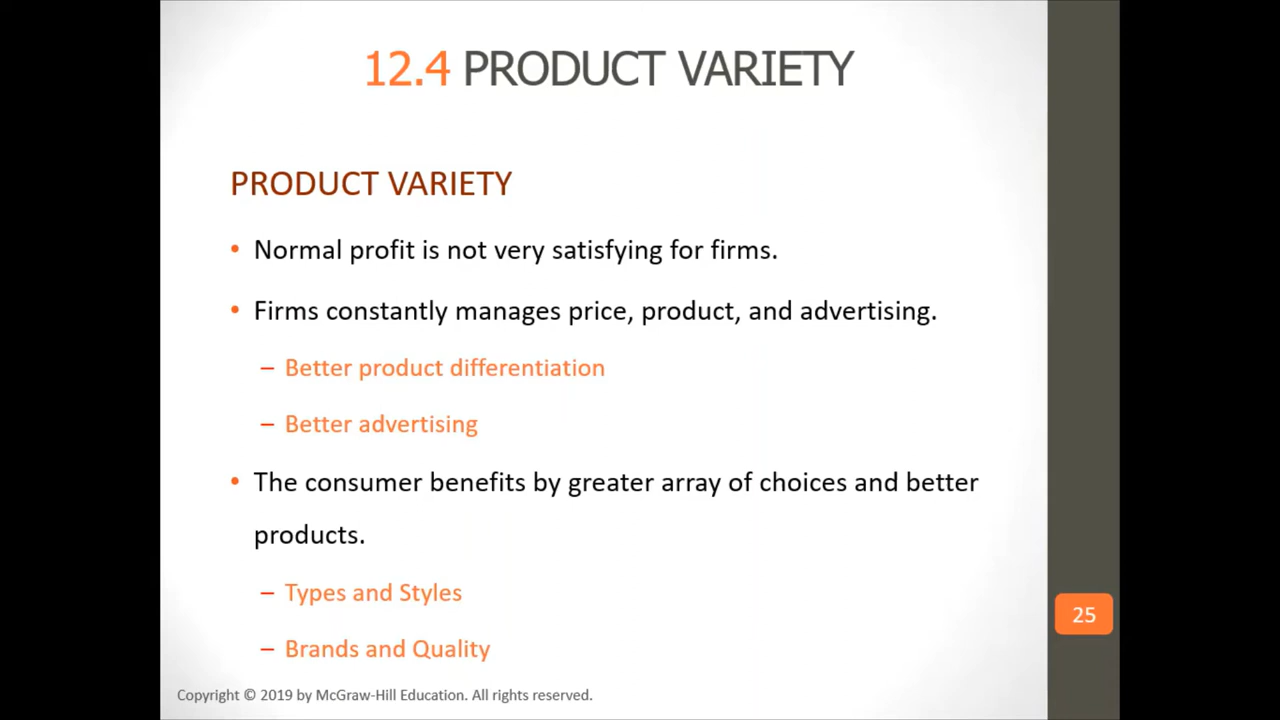 12.4 PRODUCT VARIETY
PRODUCT VARIETY
• Normal profit is not very satisfying for firms.
• Firms constantly manages price, product, and advertising.
– Better product differentiation
– Better advertising
• The consumer benefits by greater array of choices and better
products.
– Types and Styles
– Brands and Quality
25
Copyright © 2019 by McGraw-Hill Education. All rights reserved.